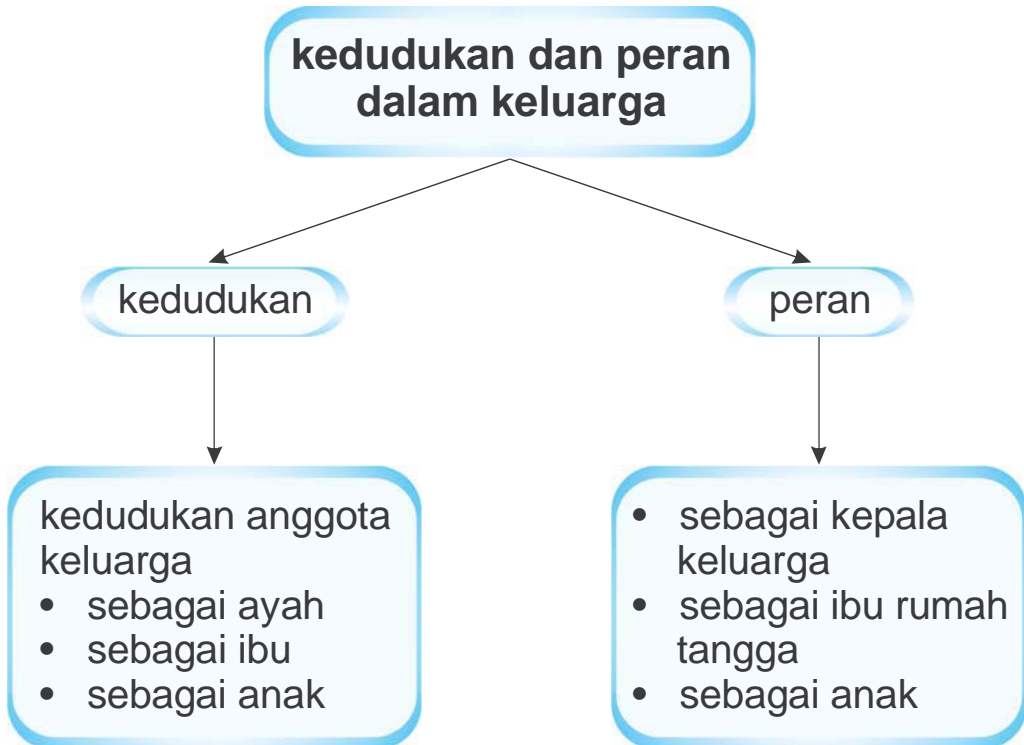 kedudukan dan peran
dalam keluarga
kedudukan
peran
kedudukan anggota
keluarga
• sebagai ayah
• sebagai ibu
• sebagai anak
• sebagai kepala
keluarga
• sebagai ibu rumah
tangga
• sebagai anak